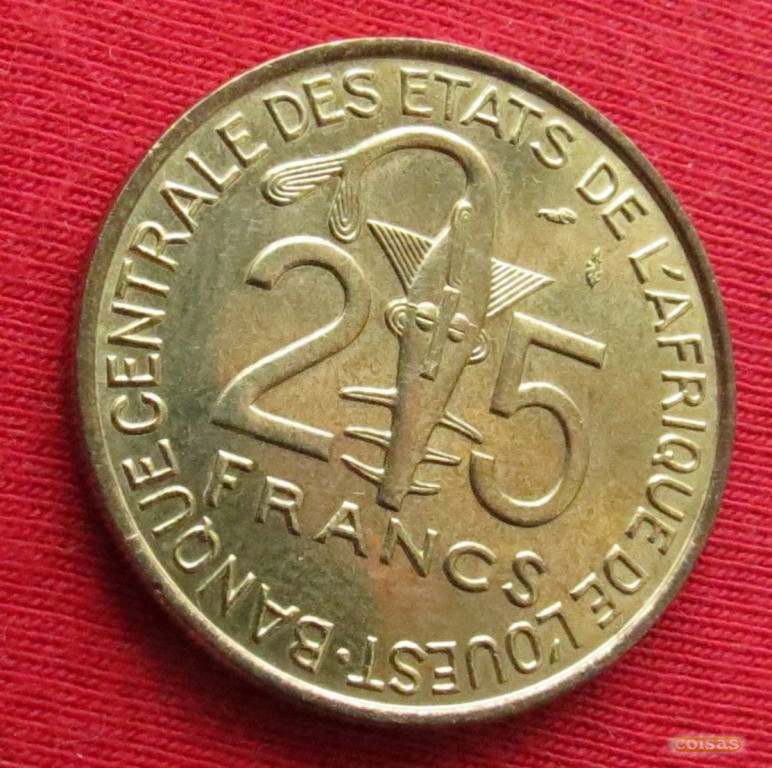 BANQUE CENTRALE DES ETATS DE L'AFRIQUE DE L'OUEST ·
25
FRANCS
coisas